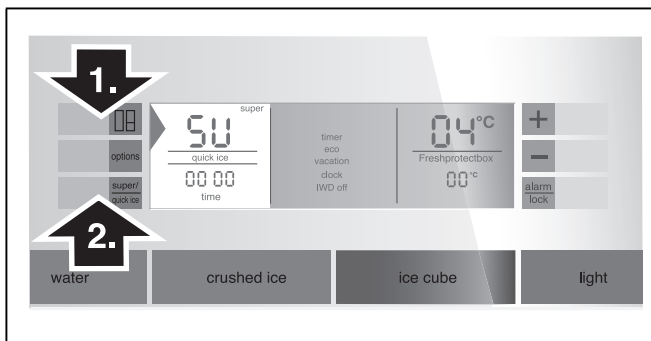 1.
options
super/
quick ice
2.
super
SU
quick ice
00 00
time
timer
eco
vacation
clock
IWD off
04°C
Freshprotectbox
00°C
+
−
alarm
lock
water
crushed ice
ice cube
light